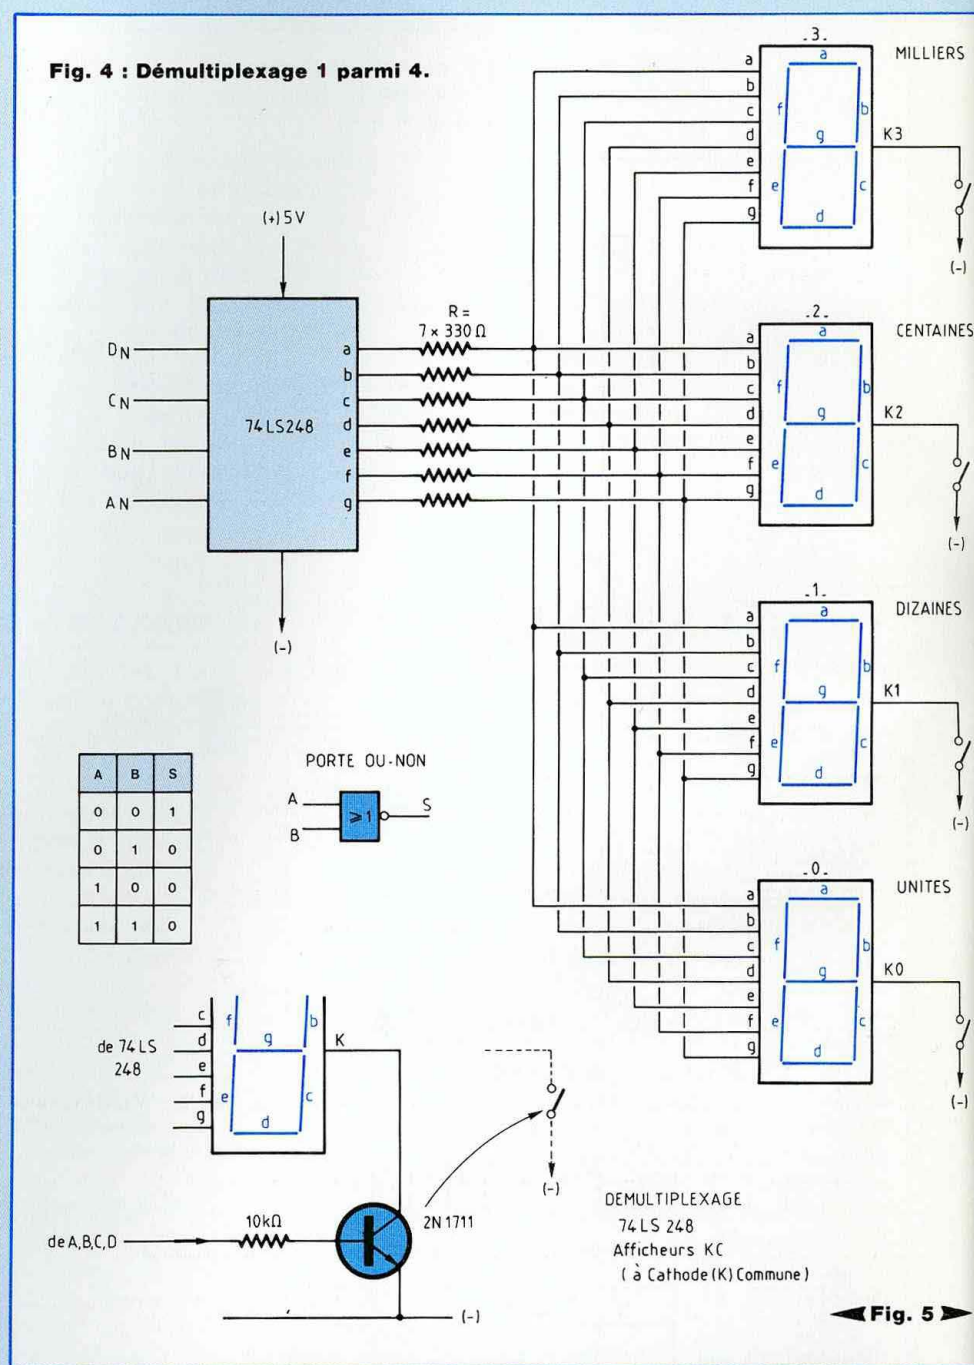 Fig. 4 : Démultiplexage 1 parmi 4.
(+) 5V
DN
CN
BN
AN
74LS248
a
b
c
d
e
f
g
(-)
R =
7 × 330 Ω
.3.
MILLIERS
a
b
c
d
e
f
g
a
f
b
g
e
c
d
K3
(-)
.2.
CENTAINES
a
b
c
d
e
f
g
a
f
b
g
e
c
d
K2
(-)
.1.
DIZAINES
a
b
c
d
e
f
g
a
f
b
g
e
c
d
K1
(-)
.0.
UNITES
a
b
c
d
e
f
g
a
f
b
g
e
c
d
K0
(-)
A B S
0 0 1
0 1 0
1 0 0
1 1 0
PORTE OU-NON
A
B
≥1
S
de 74LS
248
c
d
e
f
g
f
b
g
e
c
d
K
de A,B,C,D
10kΩ
2N 1711
(-)
(-)
DEMULTIPLEXAGE
74LS 248
Afficheurs KC
( à Cathode (K) Commune )
Fig. 5